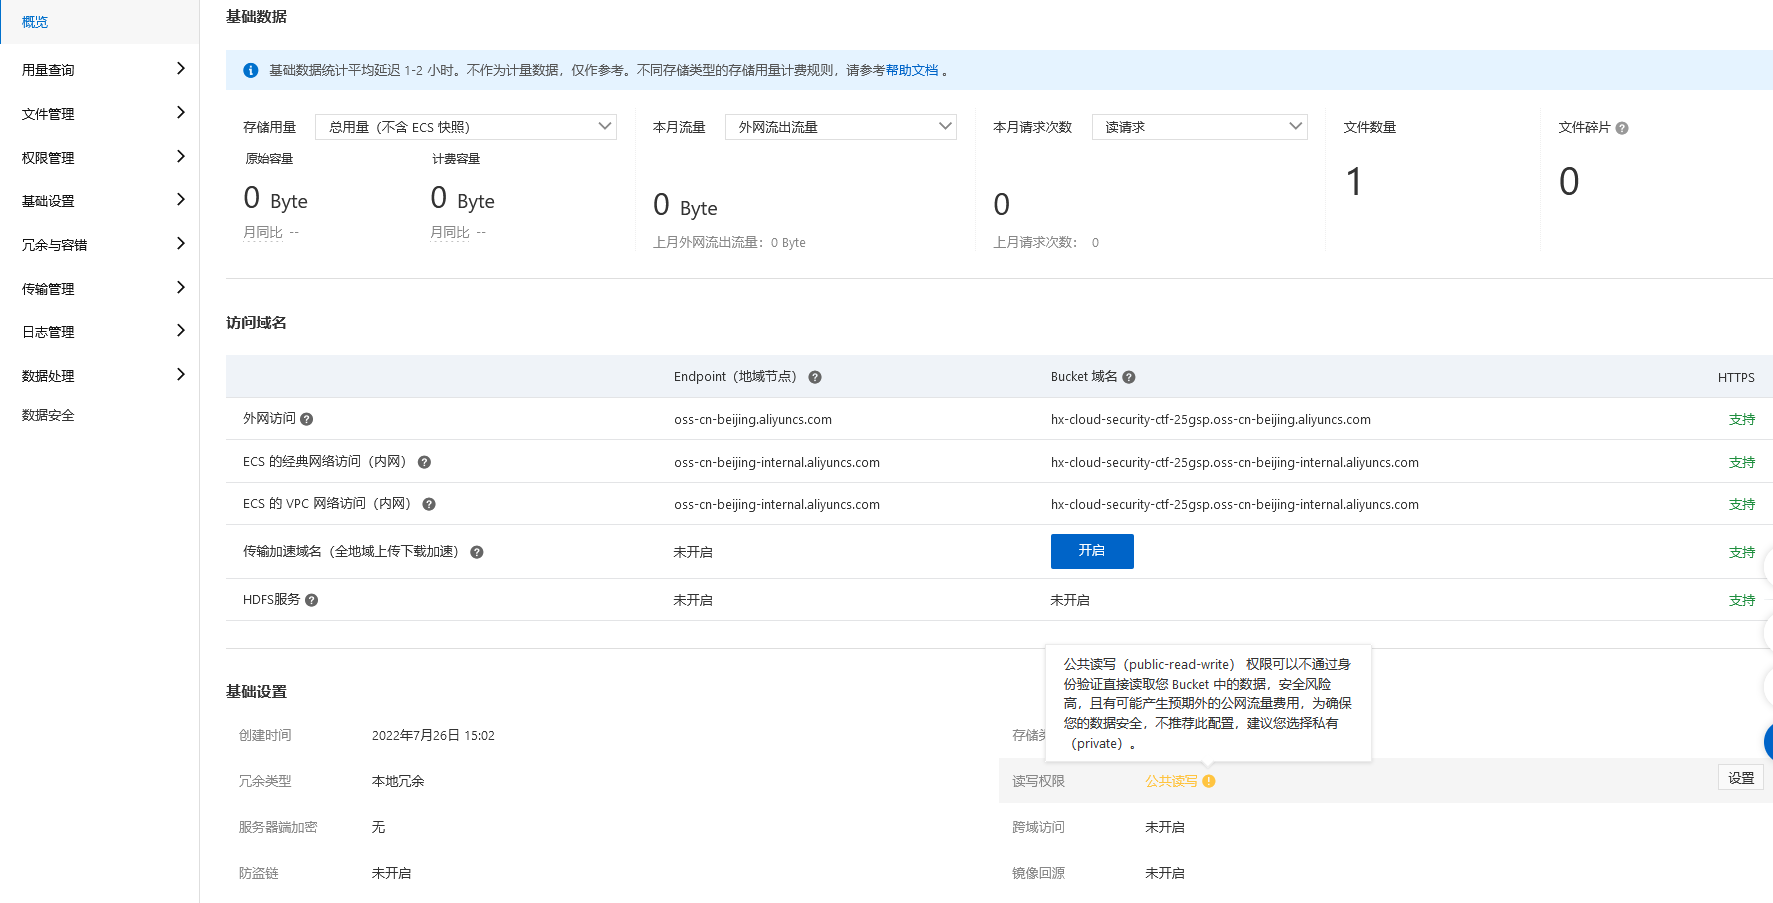 概览
用量查询
文件管理
权限管理
基础设置
冗余与容错
传输管理
日志管理
数据处理
数据安全
基础数据
基础数据统计平均延迟 1-2 小时。不作为计量数据，仅作参考。不同存储类型的存储用量计费规则，请参考帮助文档 。
存储用量 总用量（不含 ECS 快照）
原始容量 计费容量
0 Byte 0 Byte
月同比 -- 月同比 --
本月流量 外网流出流量
0 Byte
上月外网流出流量：0 Byte
本月请求次数 读请求
0
上月请求次数： 0
文件数量
1
文件碎片
0
访问域名
Endpoint（地域节点） Bucket 域名 HTTPS
外网访问 oss-cn-beijing.aliyuncs.com hx-cloud-security-ctf-25gsp.oss-cn-beijing.aliyuncs.com 支持
ECS 的经典网络访问（内网） oss-cn-beijing-internal.aliyuncs.com hx-cloud-security-ctf-25gsp.oss-cn-beijing-internal.aliyuncs.com 支持
ECS 的 VPC 网络访问（内网） oss-cn-beijing-internal.aliyuncs.com hx-cloud-security-ctf-25gsp.oss-cn-beijing-internal.aliyuncs.com 支持
传输加速域名（全地域上传下载加速） 未开启 开启 支持
HDFS服务 未开启 未开启 支持
公共读写（public-read-write） 权限可以不通过身
份验证直接读取您 Bucket 中的数据，安全风险
高，且有可能产生预期外的公网流量费用，为确保
您的数据安全，不推荐此配置，建议您选择私有
（private）。
基础设置
创建时间 2022年7月26日 15:02 存储
冗余类型 本地冗余 读写权限 公共读写 设置
服务器端加密 无 跨域访问 未开启
防盗链 未开启 镜像回源 未开启